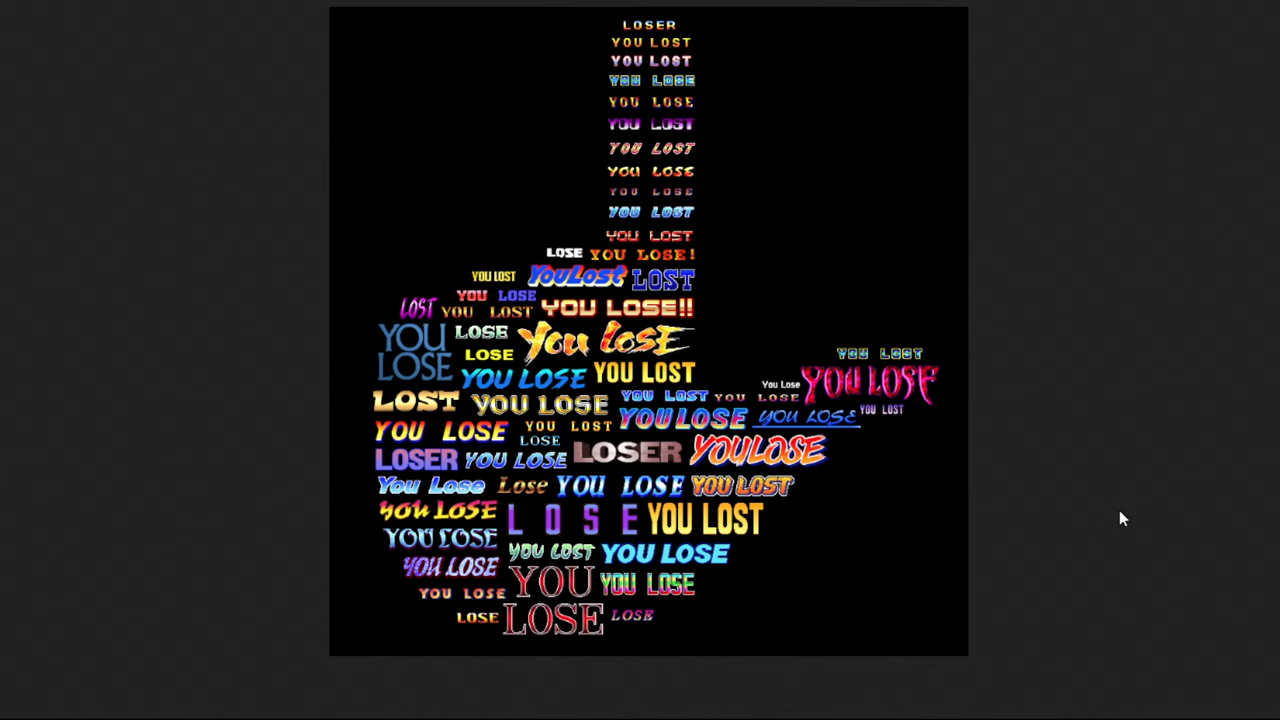 LOSER
YOU LOST
YOU LOST
YOU LOSE
YOU LOSE
YOU LOST
YOU LOST
YOU LOSE
YOU LOSE
YOU LOST
YOU LOST
LOSE YOU LOSE!
YOU LOST YouLost LOST
YOU LOSE
LOST YOU LOST YOU LOSE!!
YOU LOSE
LOSE
You LOSE
LOSE
YOU LOSE YOU LOST
YOU LOST
You Lose YOU LOSE
LOST YOU LOSE YOU LOST YOU LOSE
YOU LOSE YOU LOSE YOU LOST
YOU LOSE YOU LOST
LOSE
LOSER YOU LOSE LOSER YOU LOSE
You Lose Lose YOU LOSE YOU LOST
YOU LOSE LOSE YOU LOST
YOU LOSE YOU LOST YOU LOSE
YOU LOSE YOU LOSE YOU LOSE
YOU LOSE
LOSE LOSE